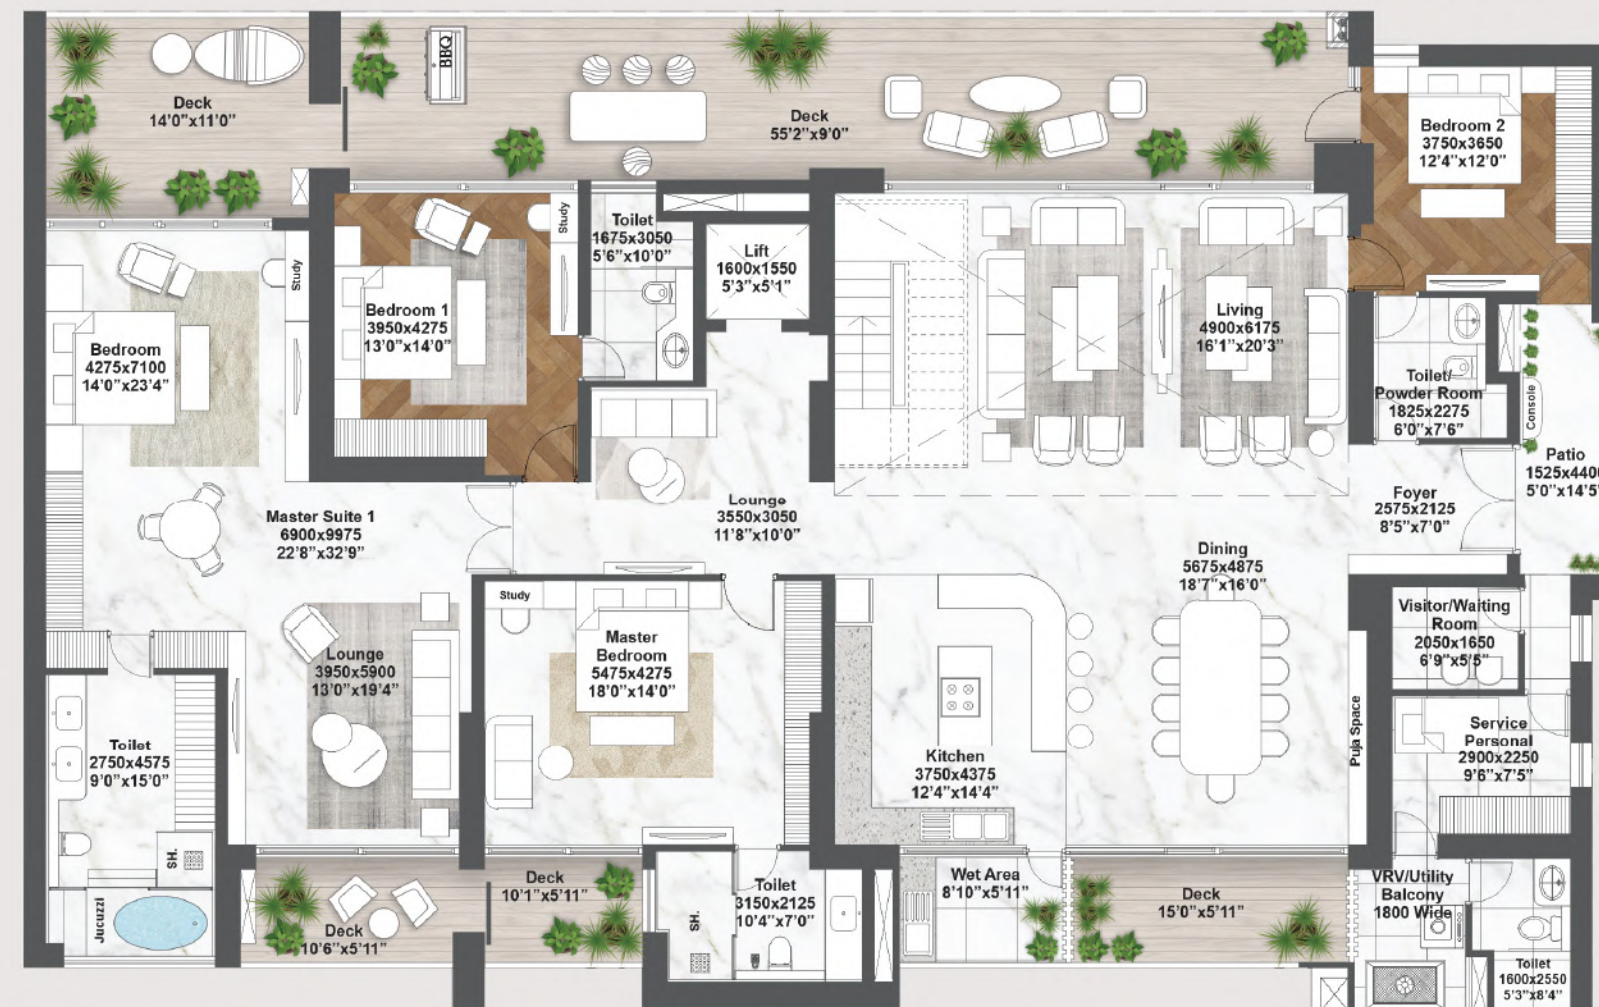 Deck
14'0"x11'0"
BBQ
Deck
55'2"x9'0"
Bedroom 2
3750x3650
12'4"x12'0"
Study
Toilet
1675x3050
5'6"x10'0"
Lift
1600x1550
5'3"x5'1"
Study
Bedroom
4275x7100
14'0"x23'4"
Bedroom 1
3950x4275
13'0"x14'0"
Living
4900x6175
16'1"x20'3"
Toilet/
Powder Room
1825x2275
6'0"x7'6"
Console
Patio
1525x4400
5'0"x14'5"
Master Suite 1
6900x9975
22'8"x32'9"
Lounge
3550x3050
11'8"x10'0"
Foyer
2575x2125
8'5"x7'0"
Dining
5675x4875
18'7"x16'0"
Study
Master
Bedroom
5475x4275
18'0"x14'0"
Visitor/Waiting
Room
2050x1650
6'9"x5'5"
Lounge
3950x5900
13'0"x19'4"
Toilet
2750x4575
9'0"x15'0"
Kitchen
3750x4375
12'4"x14'4"
Puja Space
Service
Personal
2900x2250
9'6"x7'5"
SH.
Jucuzzi
Deck
10'6"x5'11"
Deck
10'1"x5'11"
SH.
Toilet
3150x2125
10'4"x7'0"
Wet Area
8'10"x5'11"
Deck
15'0"x5'11"
VRV/Utility
Balcony
1800 Wide
Toilet
1600x2550
5'3"x8'4"